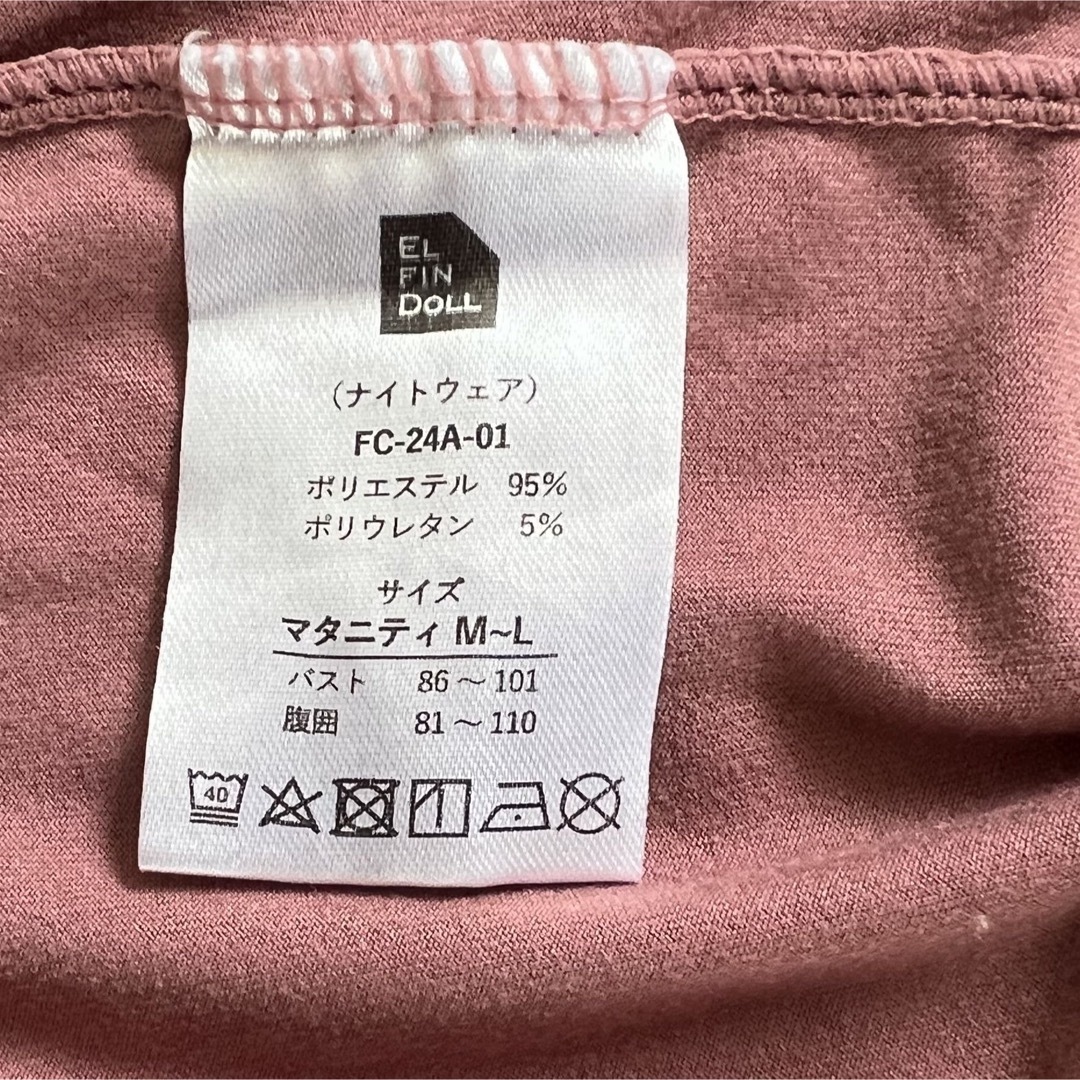 EL
FIN
DOLL
（ナイトウェア）
FC-24A-01
ポリエステル 95%
ポリウレタン 5%
サイズ
マタニティ M~L
バスト 86～101
腹囲 81～110
40